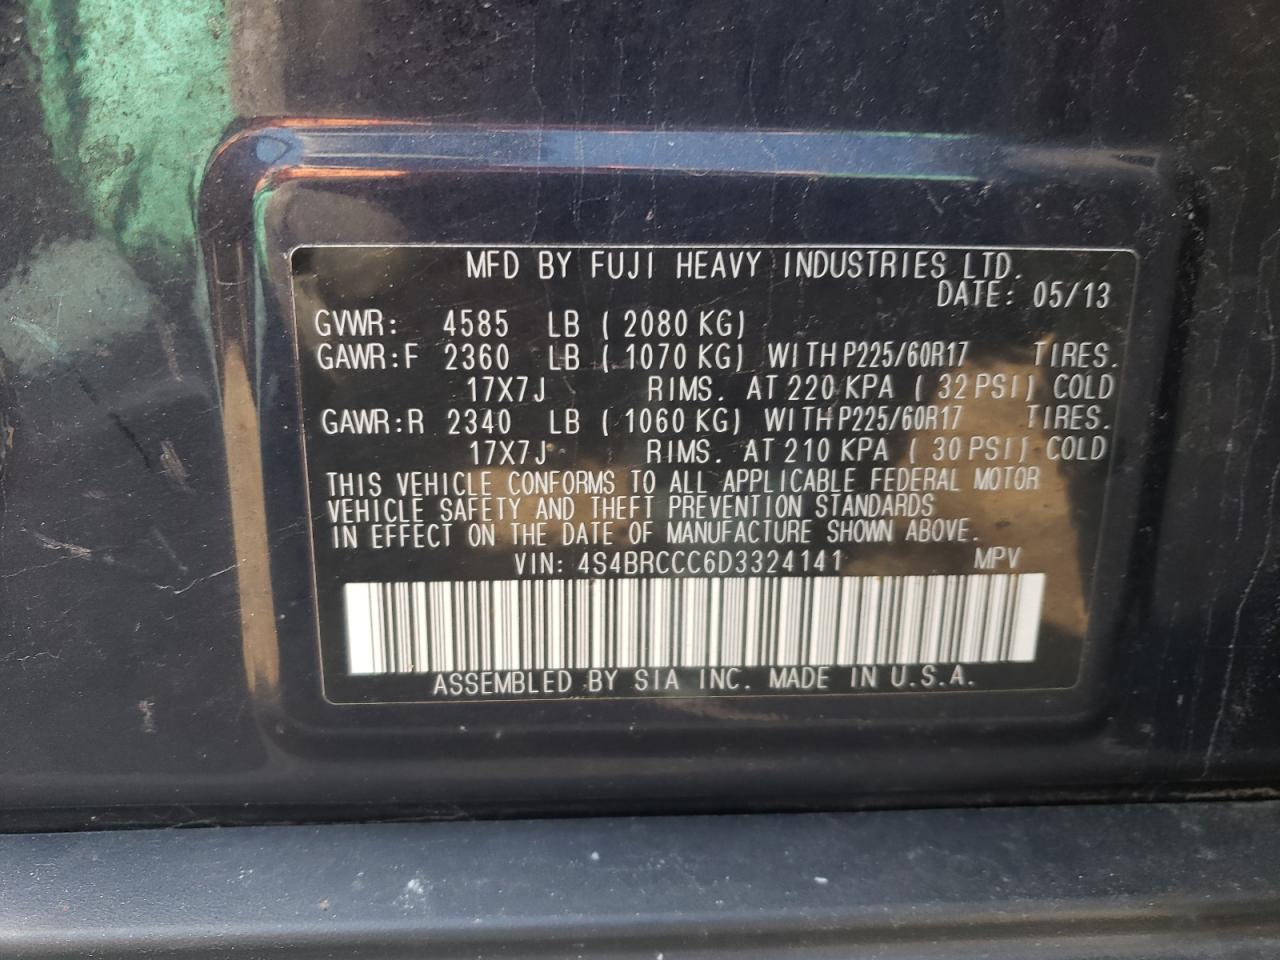 MFD BY FUJI HEAVY INDUSTRIES LTD.
DATE: 05/13
GVWR: 4585 LB ( 2080 KG)
GAWR:F 2360 LB ( 1070 KG) WITH P225/60R17 TIRES.
17X7J RIMS. AT 220 KPA ( 32 PSI) COLD
GAWR:R 2340 LB ( 1060 KG) WITH P225/60R17 TIRES.
17X7J RIMS. AT 210 KPA ( 30 PSI) COLD
THIS VEHICLE CONFORMS TO ALL APPLICABLE FEDERAL MOTOR
VEHICLE SAFETY AND THEFT PREVENTION STANDARDS
IN EFFECT ON THE DATE OF MANUFACTURE SHOWN ABOVE.
VIN: 4S4BRCCC6D3324141 MPV
ASSEMBLED BY SIA INC. MADE IN U.S.A.